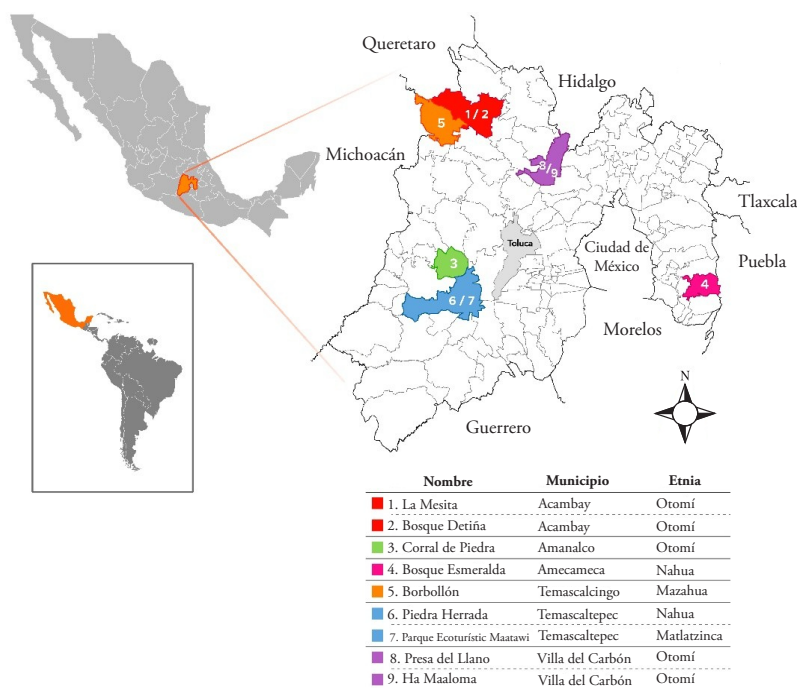 Queretaro
Hidalgo
1 / 2
5
Michoacán
8/9
Tlaxcala
Toluca
Ciudad de
México
Puebla
3
4
6 / 7
Morelos
N
Guerrero
Nombre Municipio Etnia
1. La Mesita Acambay Otomí
2. Bosque Detiña Acambay Otomí
3. Corral de Piedra Amanalco Otomí
4. Bosque Esmeralda Amecameca Nahua
5. Borbollón Temascalcingo Mazahua
6. Piedra Herrada Temascaltepec Nahua
7. Parque Ecoturístic Maatawi Temascaltepec Matlatzinca
8. Presa del Llano Villa del Carbón Otomí
9. Ha Maaloma Villa del Carbón Otomí